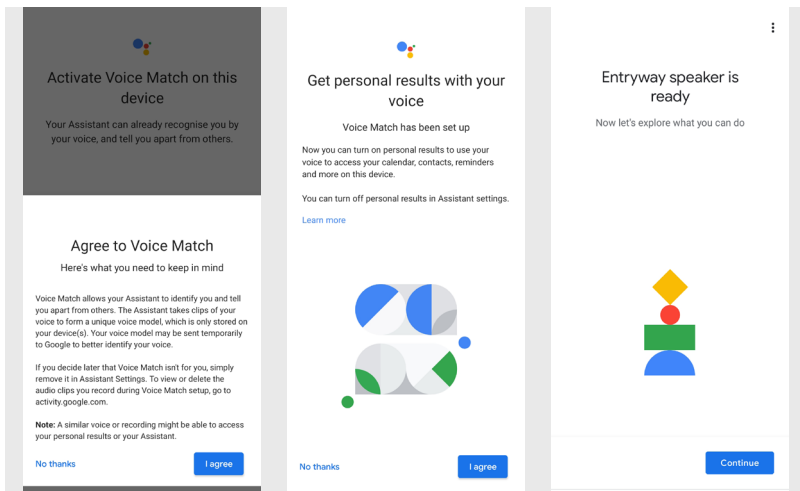 Activate Voice Match on this
device
Your Assistant can already recognise you by
your voice, and tell you apart from others.
Agree to Voice Match
Here's what you need to keep in mind
Voice Match allows your Assistant to identify you and tell
you apart from others. The Assistant takes clips of your
voice to form a unique voice model, which is only stored on
your device(s). Your voice model may be sent temporarily
to Google to better identify your voice.
If you decide later that Voice Match isn't for you, simply
remove it in Assistant Settings. To view or delete the
audio clips you record during Voice Match setup, go to
activity.google.com.
Note: A similar voice or recording might be able to access
your personal results or your Assistant.
No thanks
I agree
Get personal results with your
voice
Voice Match has been set up
Now you can turn on personal results to use your
voice to access your calendar, contacts, reminders
and more on this device.
You can turn off personal results in Assistant settings.
Learn more
No thanks
I agree
Entryway speaker is
ready
Now let's explore what you can do
Continue